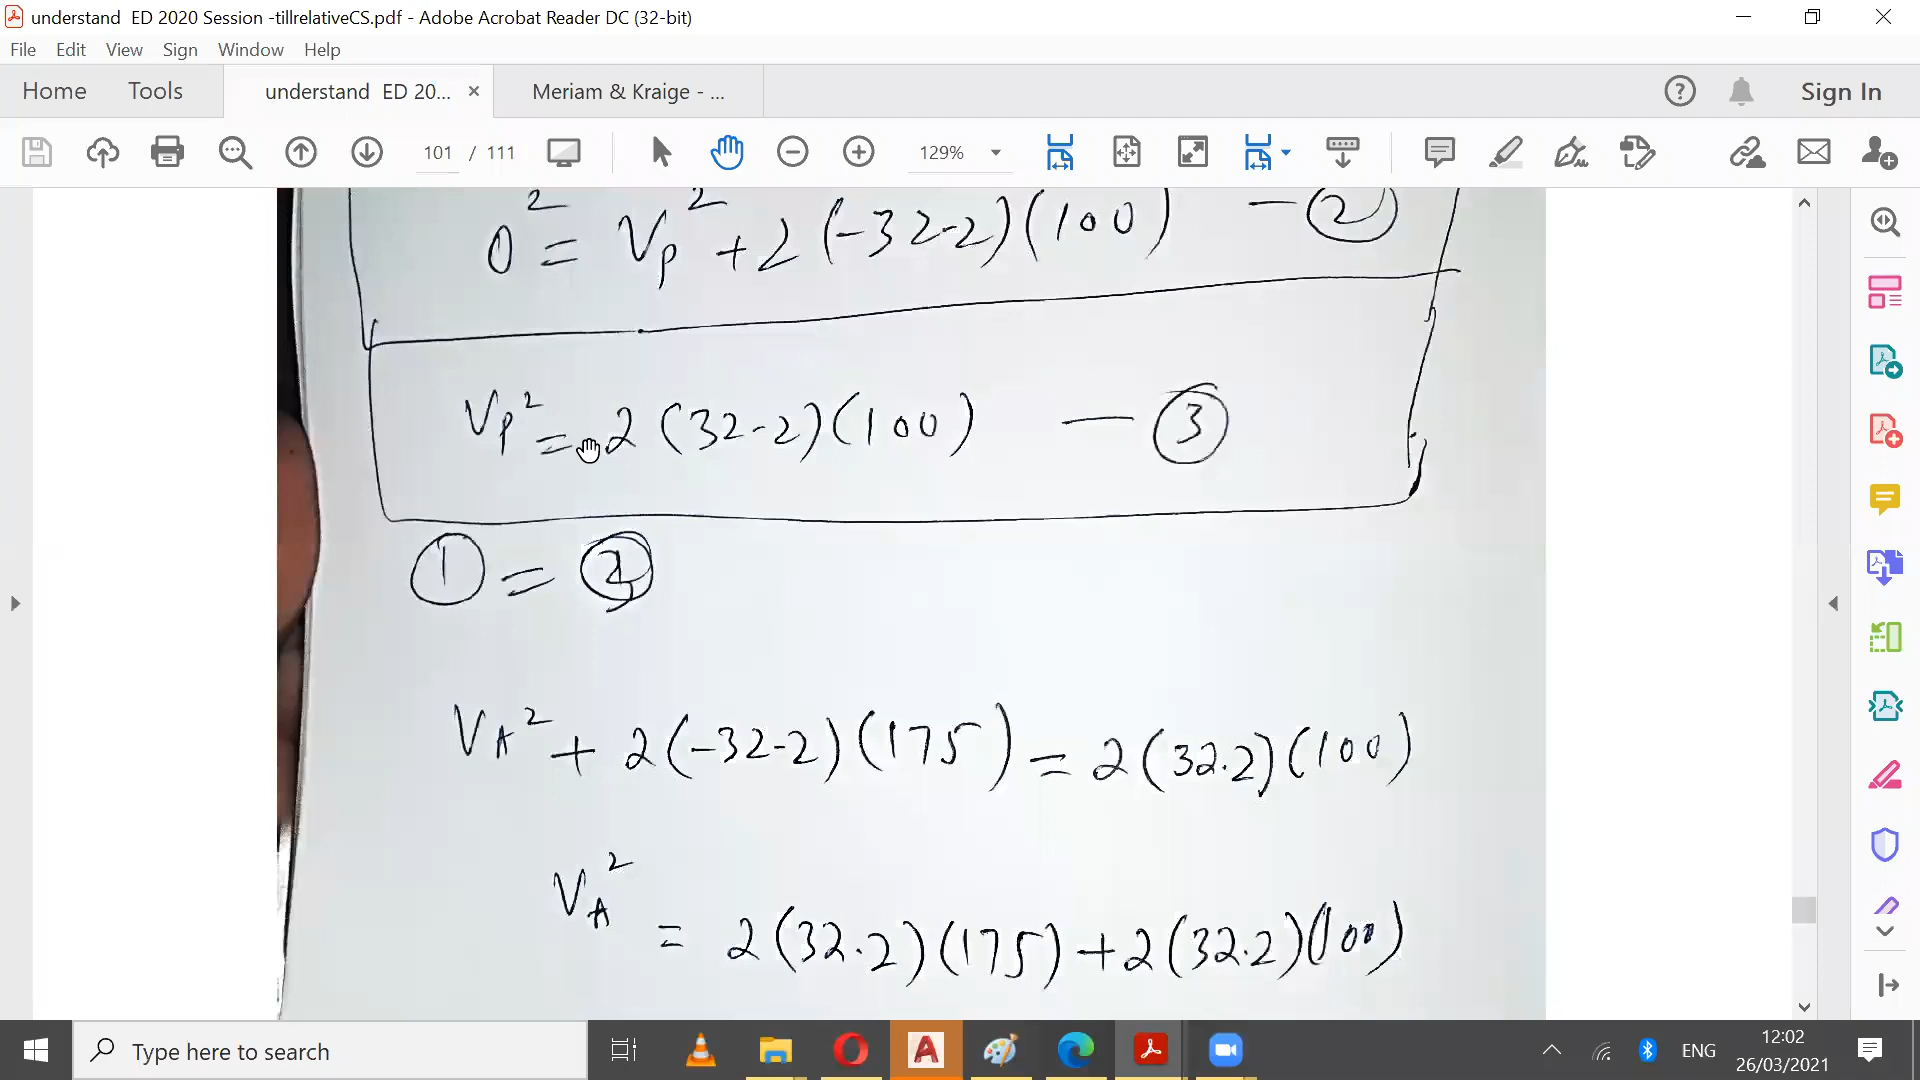 understand ED 2020 Session -tillrelativeCS.pdf - Adobe Acrobat Reader DC (32-bit)
File Edit View Sign Window Help
Home Tools understand ED 20... × Meriam & Kraige - ... Sign In
101 / 111 129%
0² = Vp² + 2(-32-2)(100) — ②
Vp² = 2(32-2)(100) — ③
① =
VA² + 2(-32-2)(175) = 2(32.2)(100)
VA² = 2(32.2)(175) + 2(32.2)(100)
Type here to search
ENG
12:02
26/03/2021